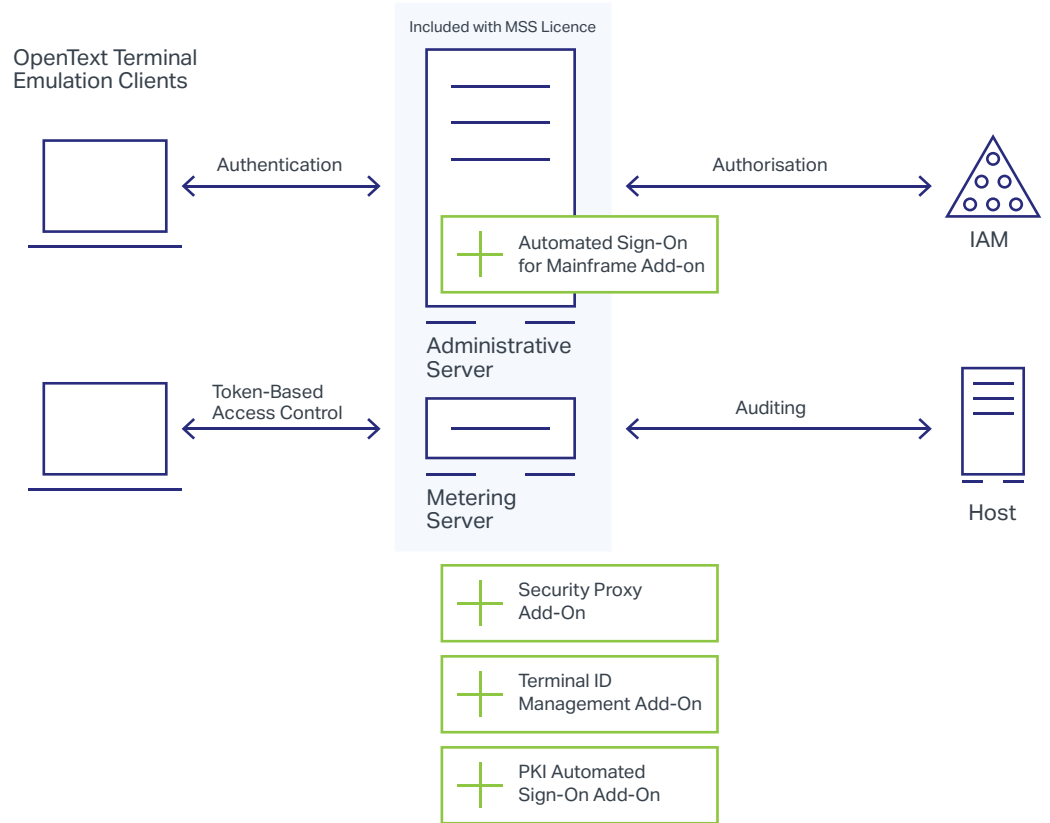 Included with MSS Licence
OpenText Terminal
Emulation Clients
Authentication
Authorisation
Automated Sign-On
for Mainframe Add-on
IAM
Administrative
Server
Token-Based
Access Control
Auditing
Metering
Server
Host
Security Proxy
Add-On
Terminal ID
Management Add-On
PKI Automated
Sign-On Add-On